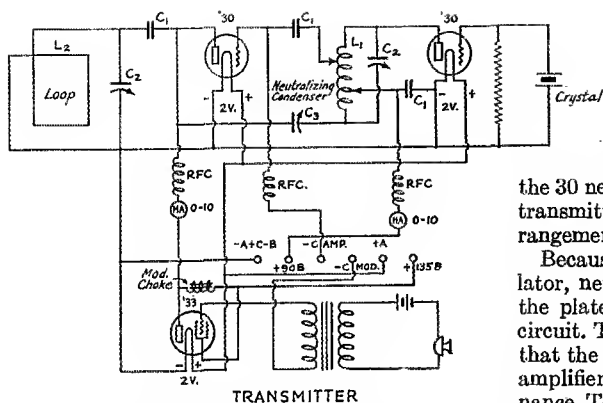 C₁
'30
C₁
'30
L₂
Loop
C₂
L₁
C₂
Neutralizing
Condenser
C₁
Crystal
- 2V. +
- 2V. +
C₃
RFC
RFC.
RFC
MA 0-10
MA 0-10
-A+C-B
-C AMP.
+A
+90B
-C MOD.
+135B
Mod.
Choke
'33
- 2V. +
TRANSMITTER
the 30 ne
transmitt
rangemen
Becaus
lator, neu
the plate
circuit. T
that the
amplifier
nance. T